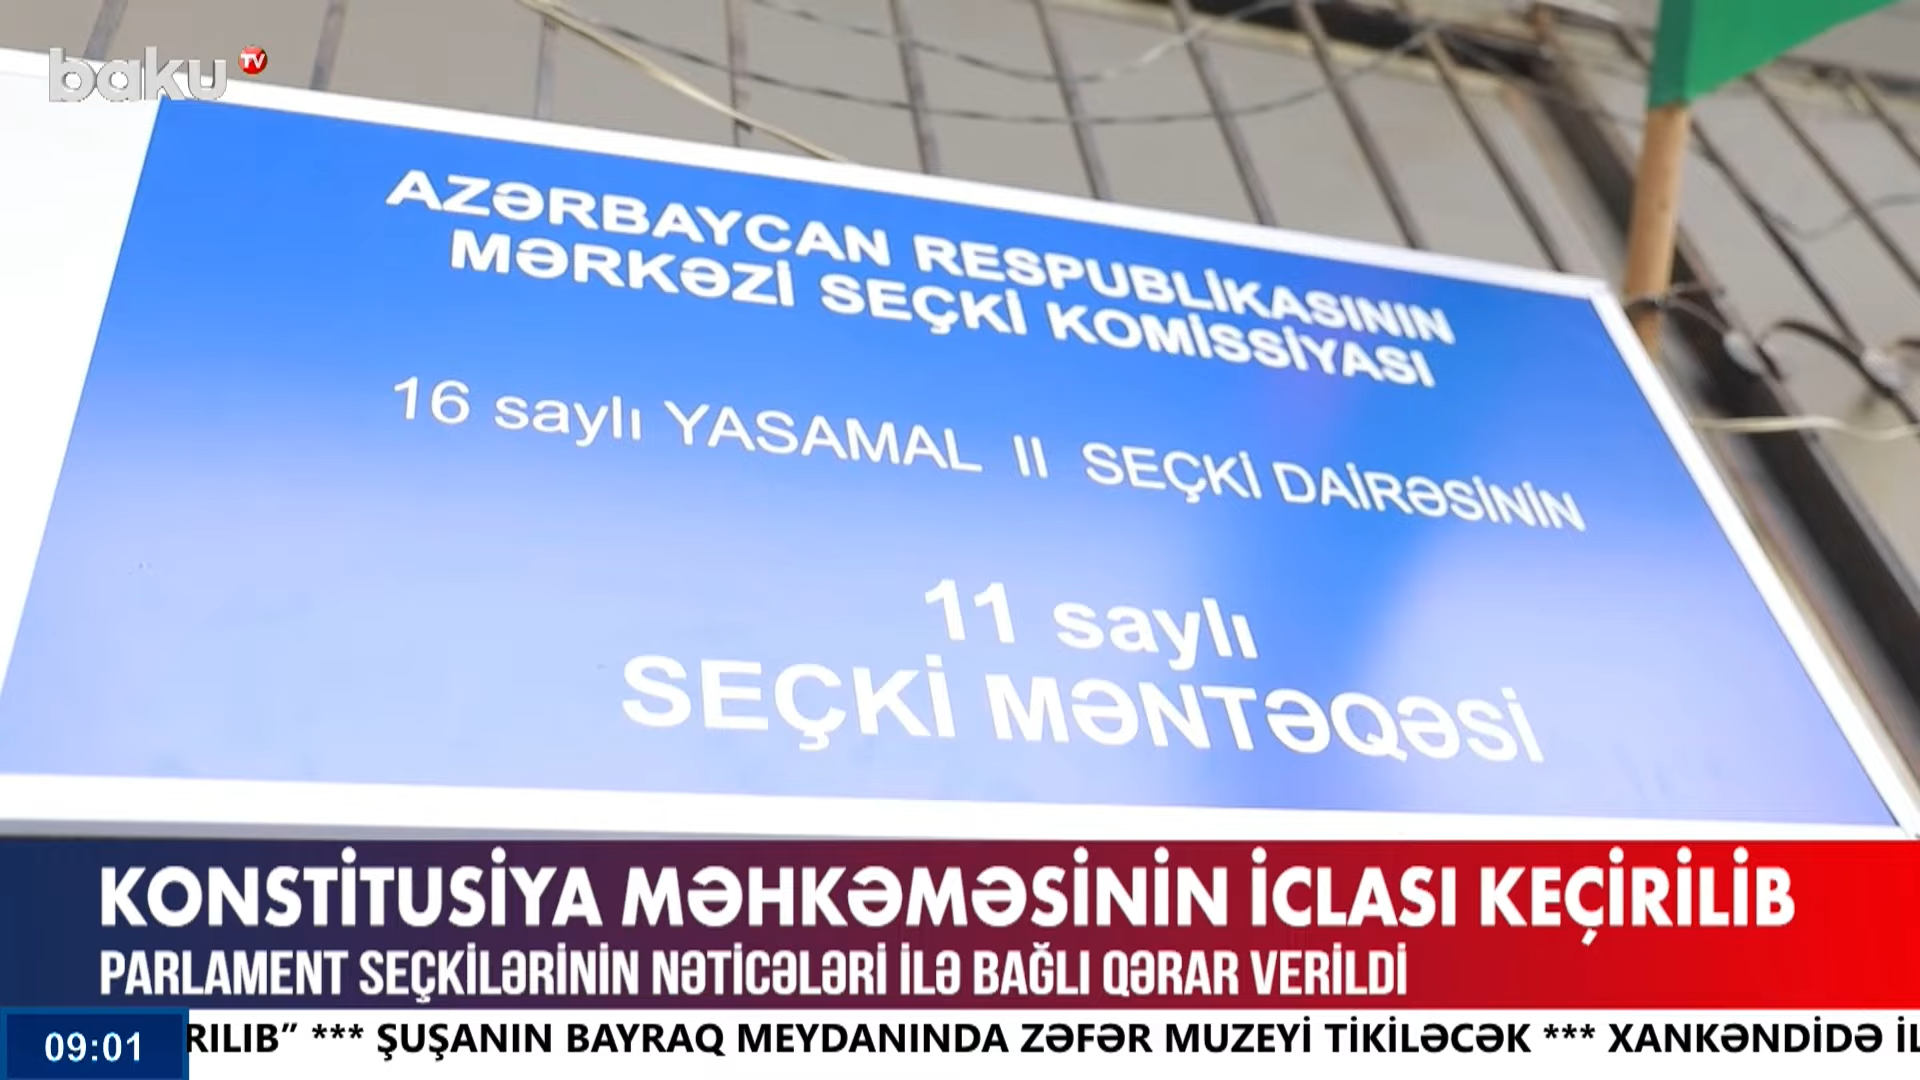 baku TV
AZƏRBAYCAN RESPUBLİKASININ
MƏRKƏZİ SEÇKİ KOMİSSİYASI
16 saylı YASAMAL II SEÇKİ DAİRƏSİNİN
11 saylı
SEÇKİ MƏNTƏQƏSİ
KONSTİTUSİYA MƏHKƏMƏSİNİN İCLASI KEÇİRİLİB
PARLAMENT SEÇKİLƏRİNİN NƏTİCƏLƏRİ İLƏ BAĞLI QƏRAR VERİLDİ
09:01 RILIB” *** ŞUŞANIN BAYRAQ MEYDANINDA ZƏFƏR MUZEYİ TİKİLƏCƏK *** XANKƏNDİDƏ İL